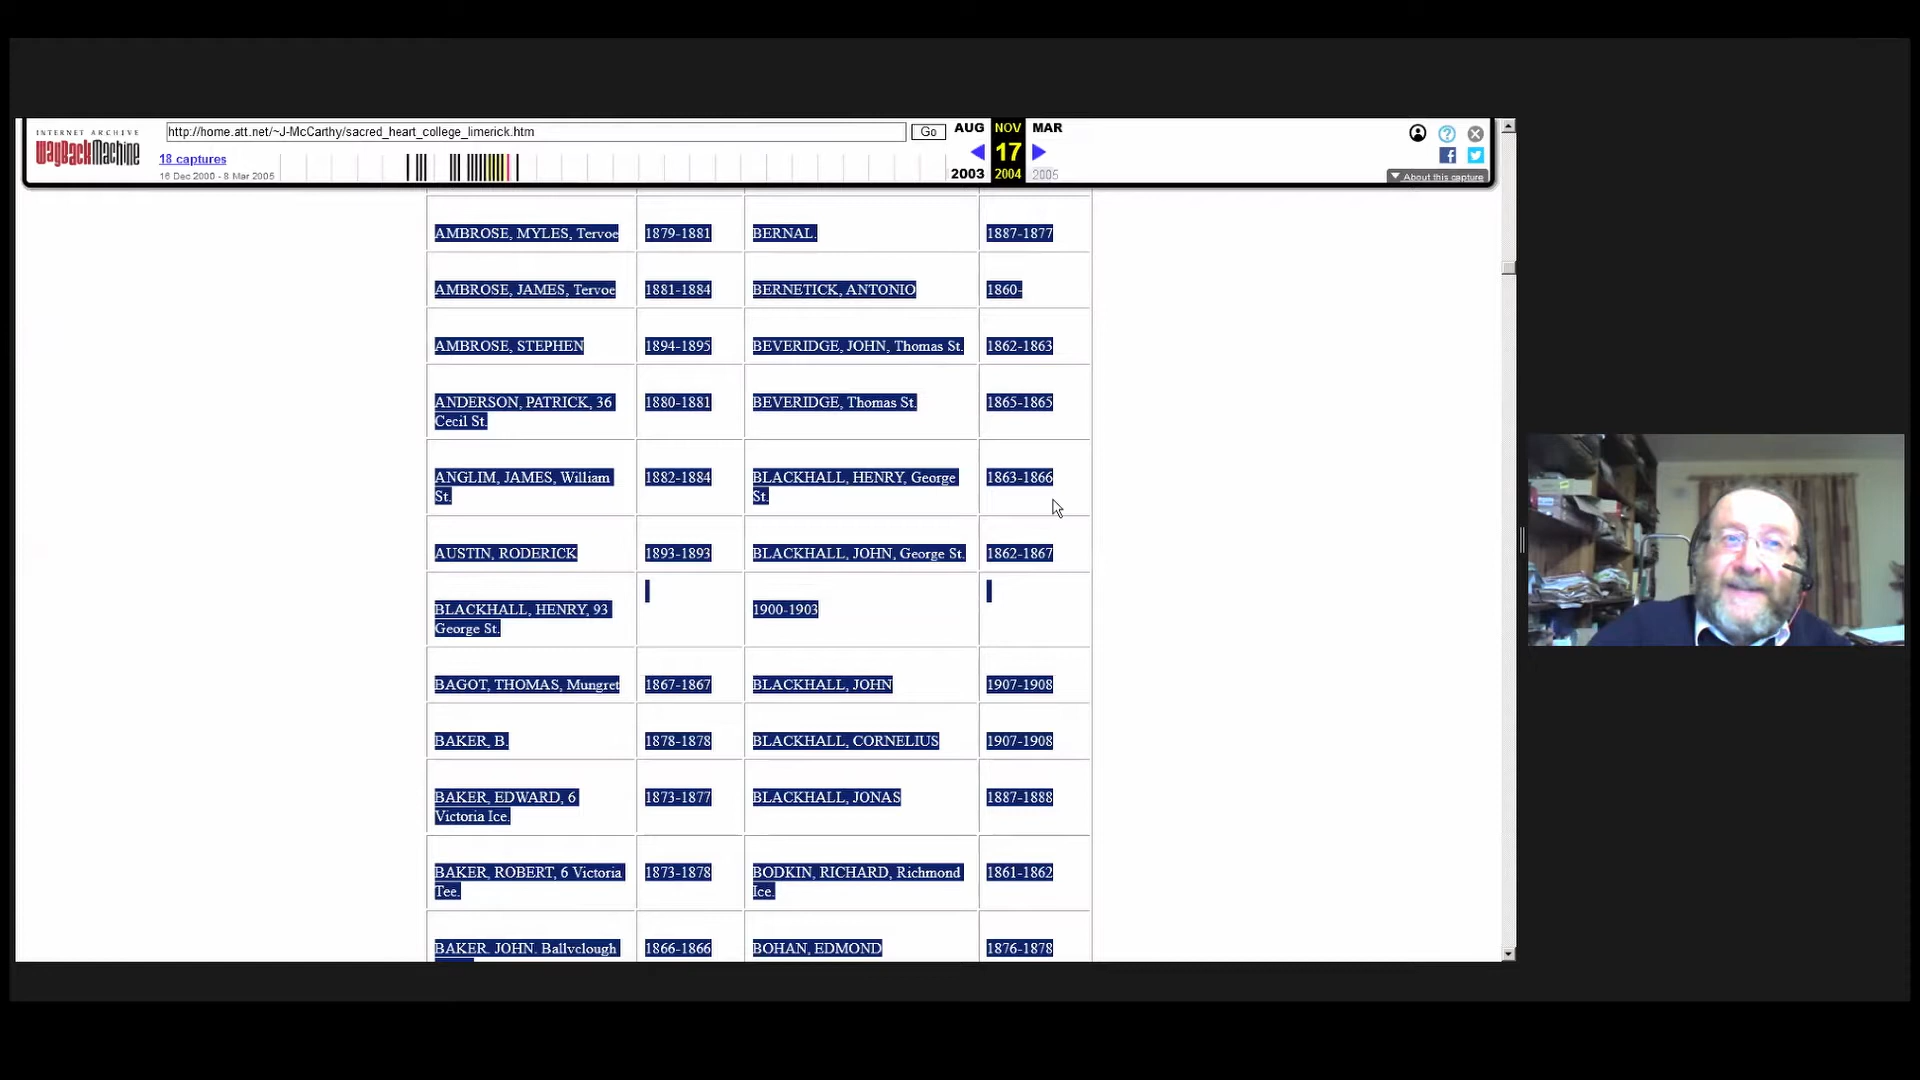 INTERNET ARCHIVE
WayBackMachine
http://home.att.net/~J-McCarthy/sacred_heart_college_limerick.htm
Go
AUG NOV MAR
18 captures
17
16 Dec 2000 - 8 Mar 2005
2003 2004 2005
About this capture
AMBROSE, MYLES, Tervoe 1879-1881 BERNAL. 1887-1877
AMBROSE, JAMES, Tervoe 1881-1884 BERNETICK, ANTONIO 1860-
AMBROSE, STEPHEN 1894-1895 BEVERIDGE, JOHN, Thomas St. 1862-1863
ANDERSON, PATRICK, 36 1880-1881 BEVERIDGE, Thomas St. 1865-1865
Cecil St.
ANGLIM, JAMES, William 1882-1884 BLACKHALL, HENRY, George 1863-1866
St. St.
AUSTIN, RODERICK 1893-1893 BLACKHALL, JOHN, George St. 1862-1867
BLACKHALL, HENRY, 93 1900-1903
George St.
BAGOT, THOMAS, Mungret 1867-1867 BLACKHALL, JOHN 1907-1908
BAKER, B. 1878-1878 BLACKHALL, CORNELIUS 1907-1908
BAKER, EDWARD, 6 1873-1877 BLACKHALL, JONAS 1887-1888
Victoria Ice.
BAKER, ROBERT, 6 Victoria 1873-1878 BODKIN, RICHARD, Richmond 1861-1862
Tee. Ice.
BAKER. JOHN. Ballyclough 1866-1866 BOHAN, EDMOND 1876-1878